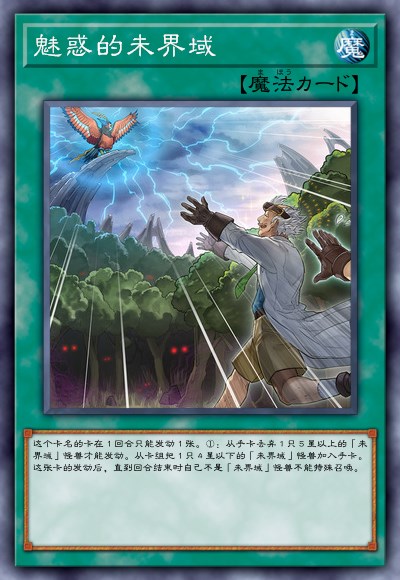 魅惑的未界域
魔
【魔法カード】
ま ほう
这个卡名的卡在1回合只能发动1张。①:从手卡丢弃1只5星以上的「未
界域」怪兽才能发动。从卡组把1只4星以下的「未界域」怪兽加入手卡。
这张卡的发动后,直到回合结束时自己不是「未界域」怪兽不能特殊召唤。